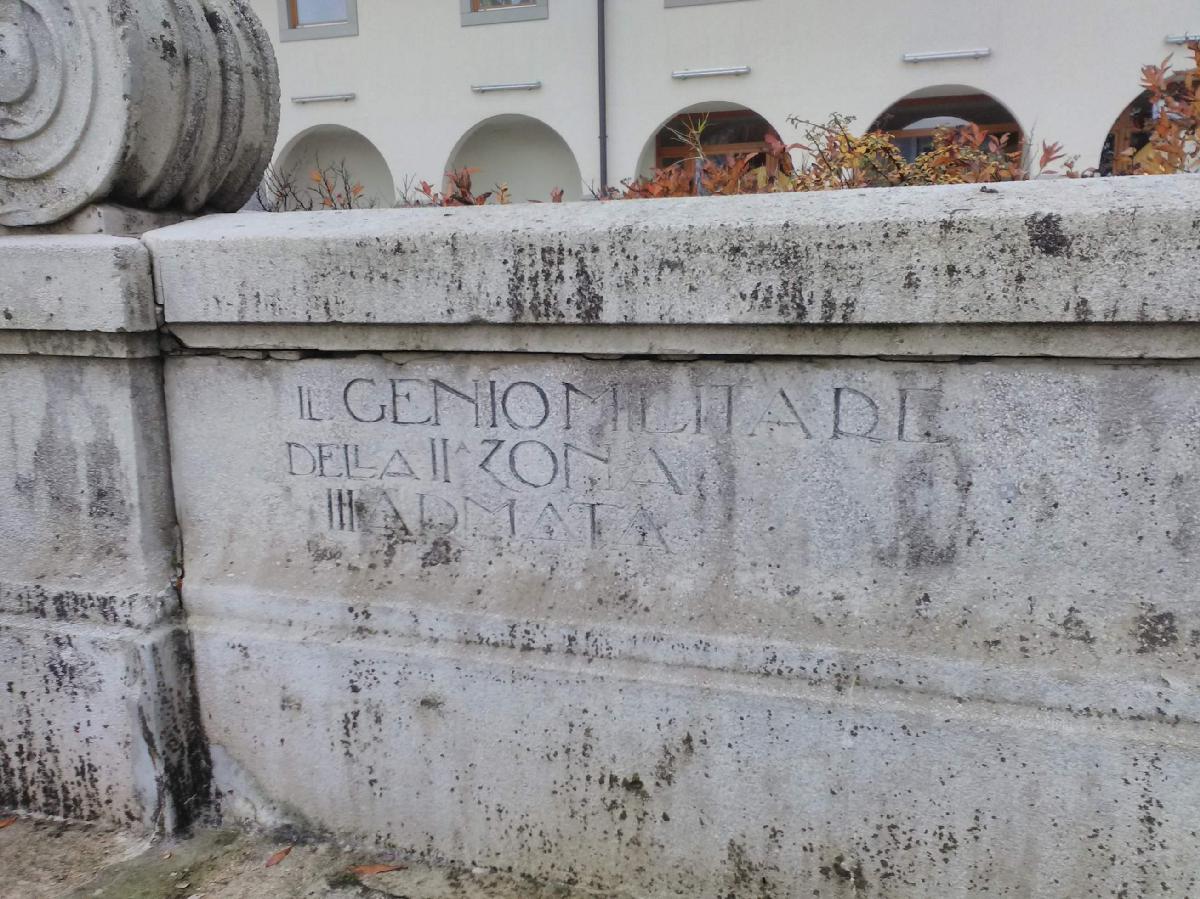 IL GENIO MILITARE
DELLA IIA ZONA
III ARMATA